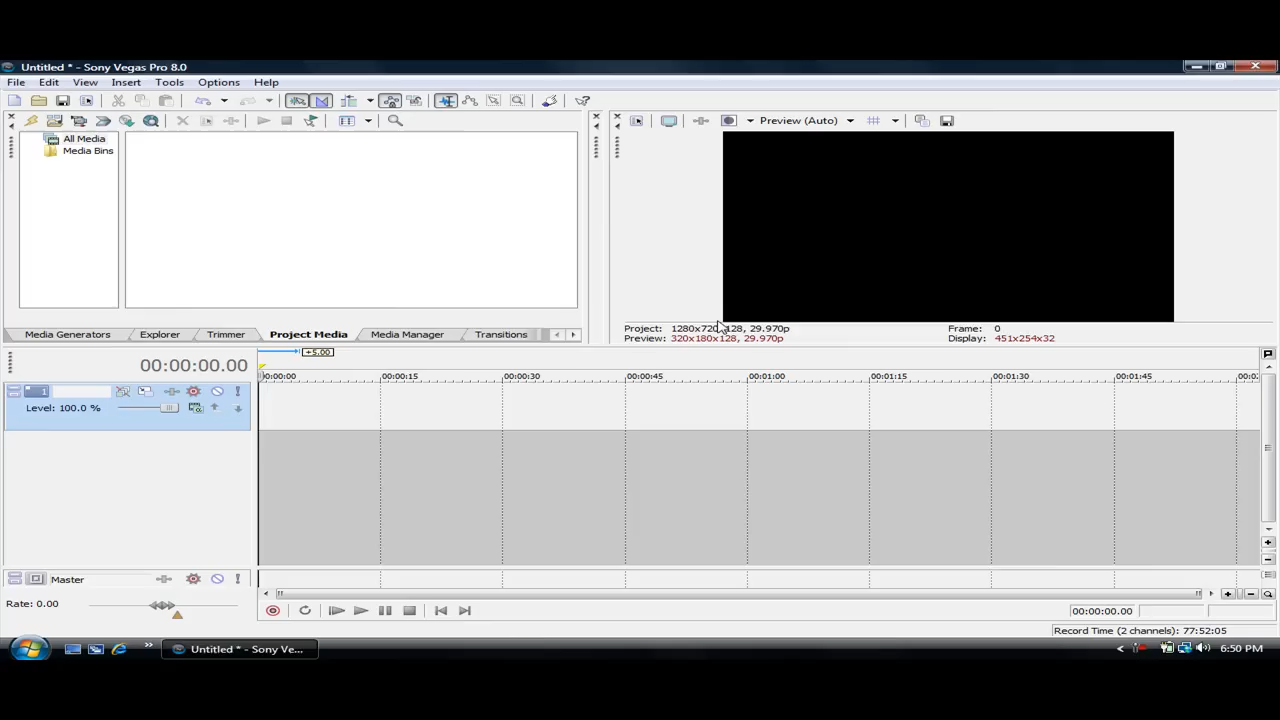 Untitled * - Sony Vegas Pro 8.0
File Edit View Insert Tools Options Help
Preview (Auto)
All Media
Media Bins
Project: 1280x720x128, 29.970p
Frame: 0
Preview: 320x180x128, 29.970p
Display: 451x254x32
Media Generators Explorer Trimmer Project Media Media Manager Transitions
+5.00
00:00:00.00
00:00:00 00:00:15 00:00:30 00:00:45 00:01:00 00:01:15 00:01:30 00:01:45 00:0
1
Level: 100.0 %
Master
Rate: 0.00
00:00:00.00
Record Time (2 channels): 77:52:05
Untitled * - Sony Ve...
6:50 PM